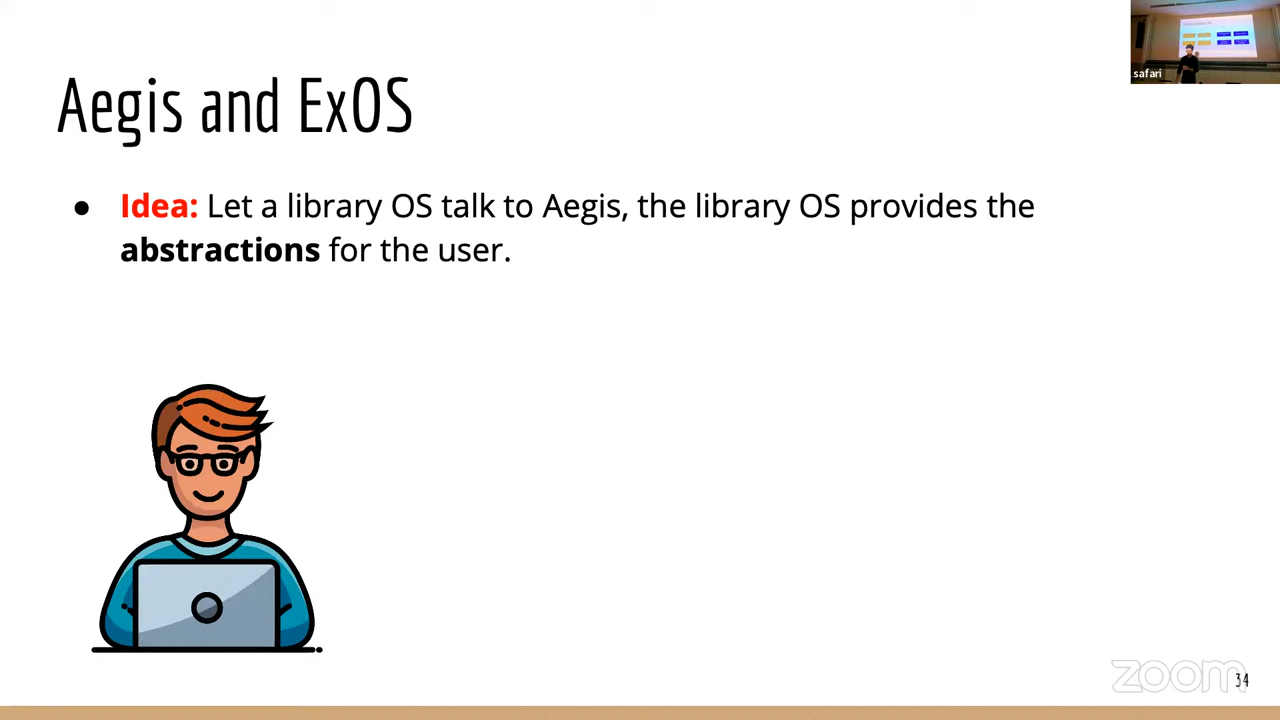 safari
Aegis and ExOS
● Idea: Let a library OS talk to Aegis, the library OS provides the
abstractions for the user.
zoom
34